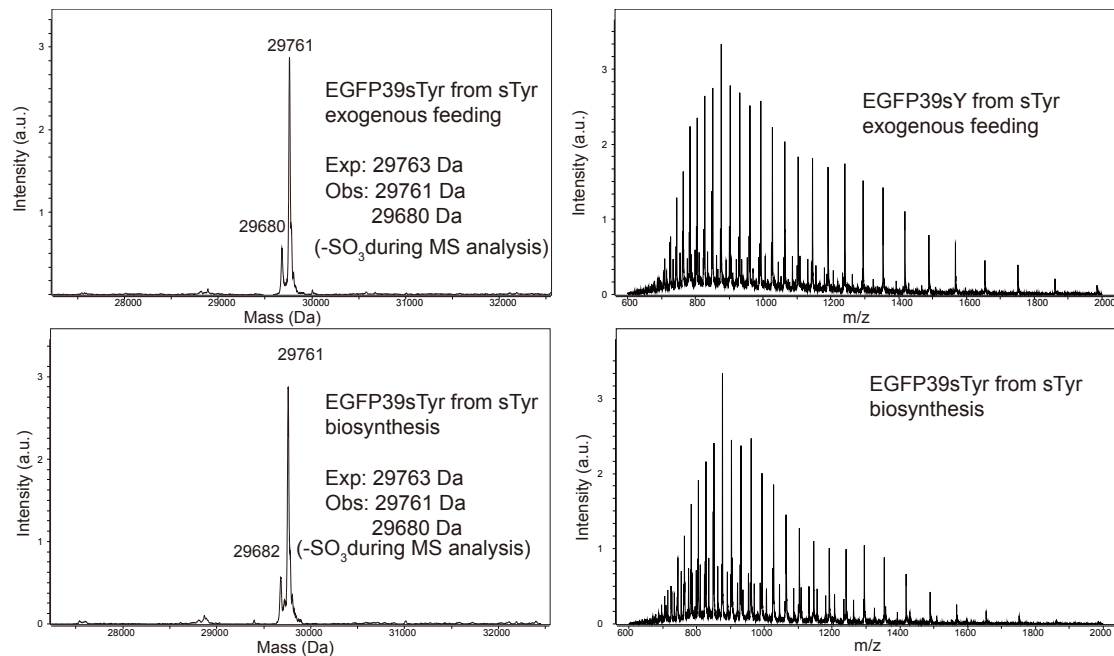 29761
3
EGFP39sTyr from sTyr
exogenous feeding
2
Exp: 29763 Da
Obs: 29761 Da
29680 Da
29680
(-SO₃during MS analysis)
1
Intensity (a.u.)
28000 29000 30000 31000 32000
Mass (Da)
3
EGFP39sY from sTyr
exogenous feeding
2
1
0
Intensity (a.u.)
600 800 1000 1200 1400 1600 1800 2000
m/z
29761
3
EGFP39sTyr from sTyr
biosynthesis
2
Exp: 29763 Da
Obs: 29761 Da
29680 Da
29682
(-SO₃during MS analysis)
1
0
Intensity (a.u.)
28000 29000 30000 31000 32000
Mass (Da)
3
EGFP39sTyr from sTyr
biosynthesis
2
1
0
Intensity (a.u.)
600 800 1000 1200 1400 1600 1800 2000
m/z